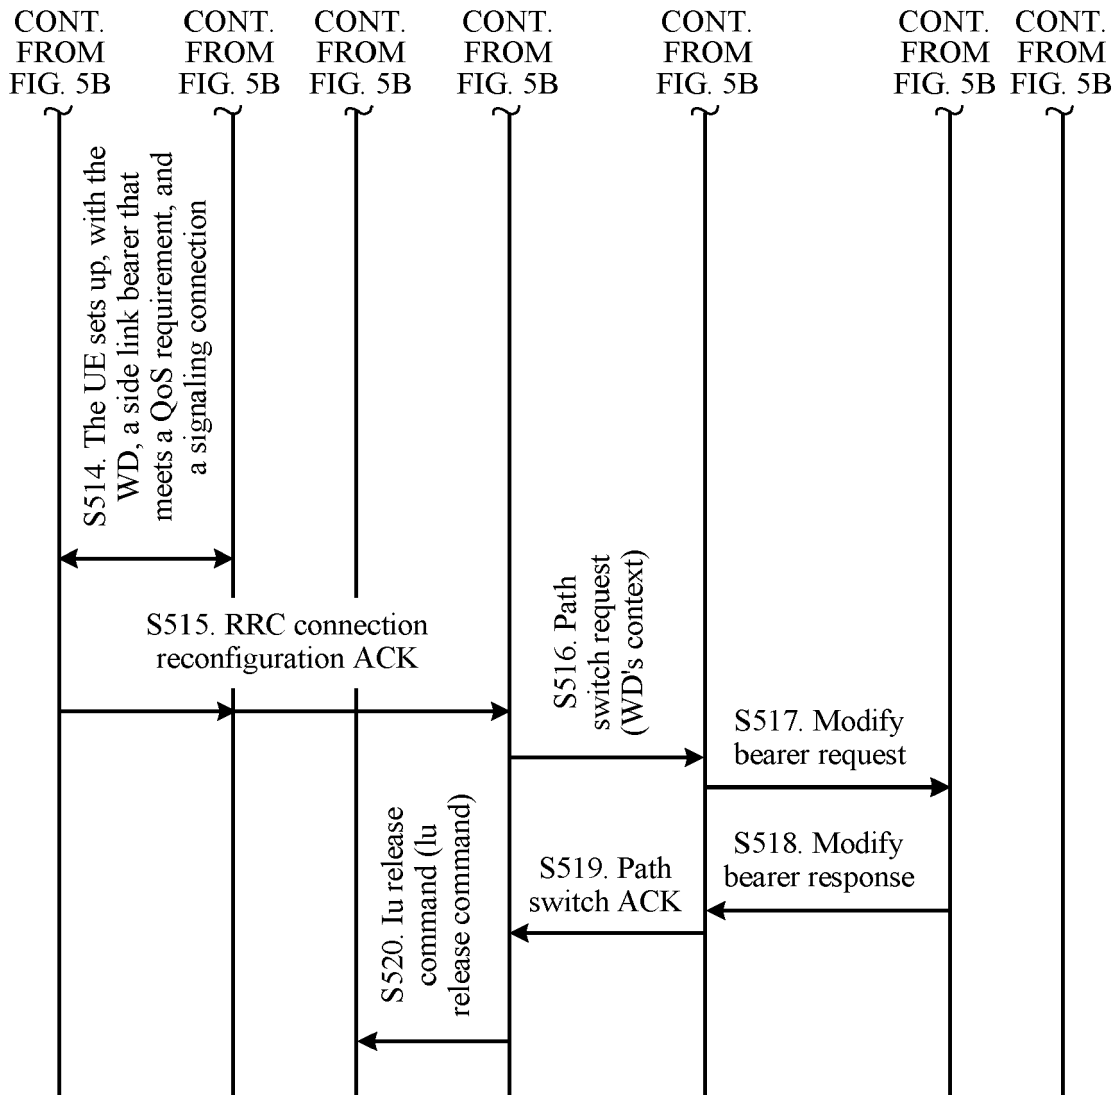 CONT.
FROM
FIG. 5B
CONT.
FROM
FIG. 5B
CONT.
FROM
FIG. 5B
CONT.
FROM
FIG. 5B
CONT.
FROM
FIG. 5B
CONT.
FROM
FIG. 5B
CONT.
FROM
FIG. 5B
S514. The UE sets up, with the
WD, a side link bearer that
meets a QoS requirement, and
a signaling connection
S515. RRC connection
reconfiguration ACK
S516. Path
switch request
(WD's context)
S517. Modify
bearer request
S518. Modify
bearer response
S519. Path
switch ACK
S520. Iu release
command (lu
release command)